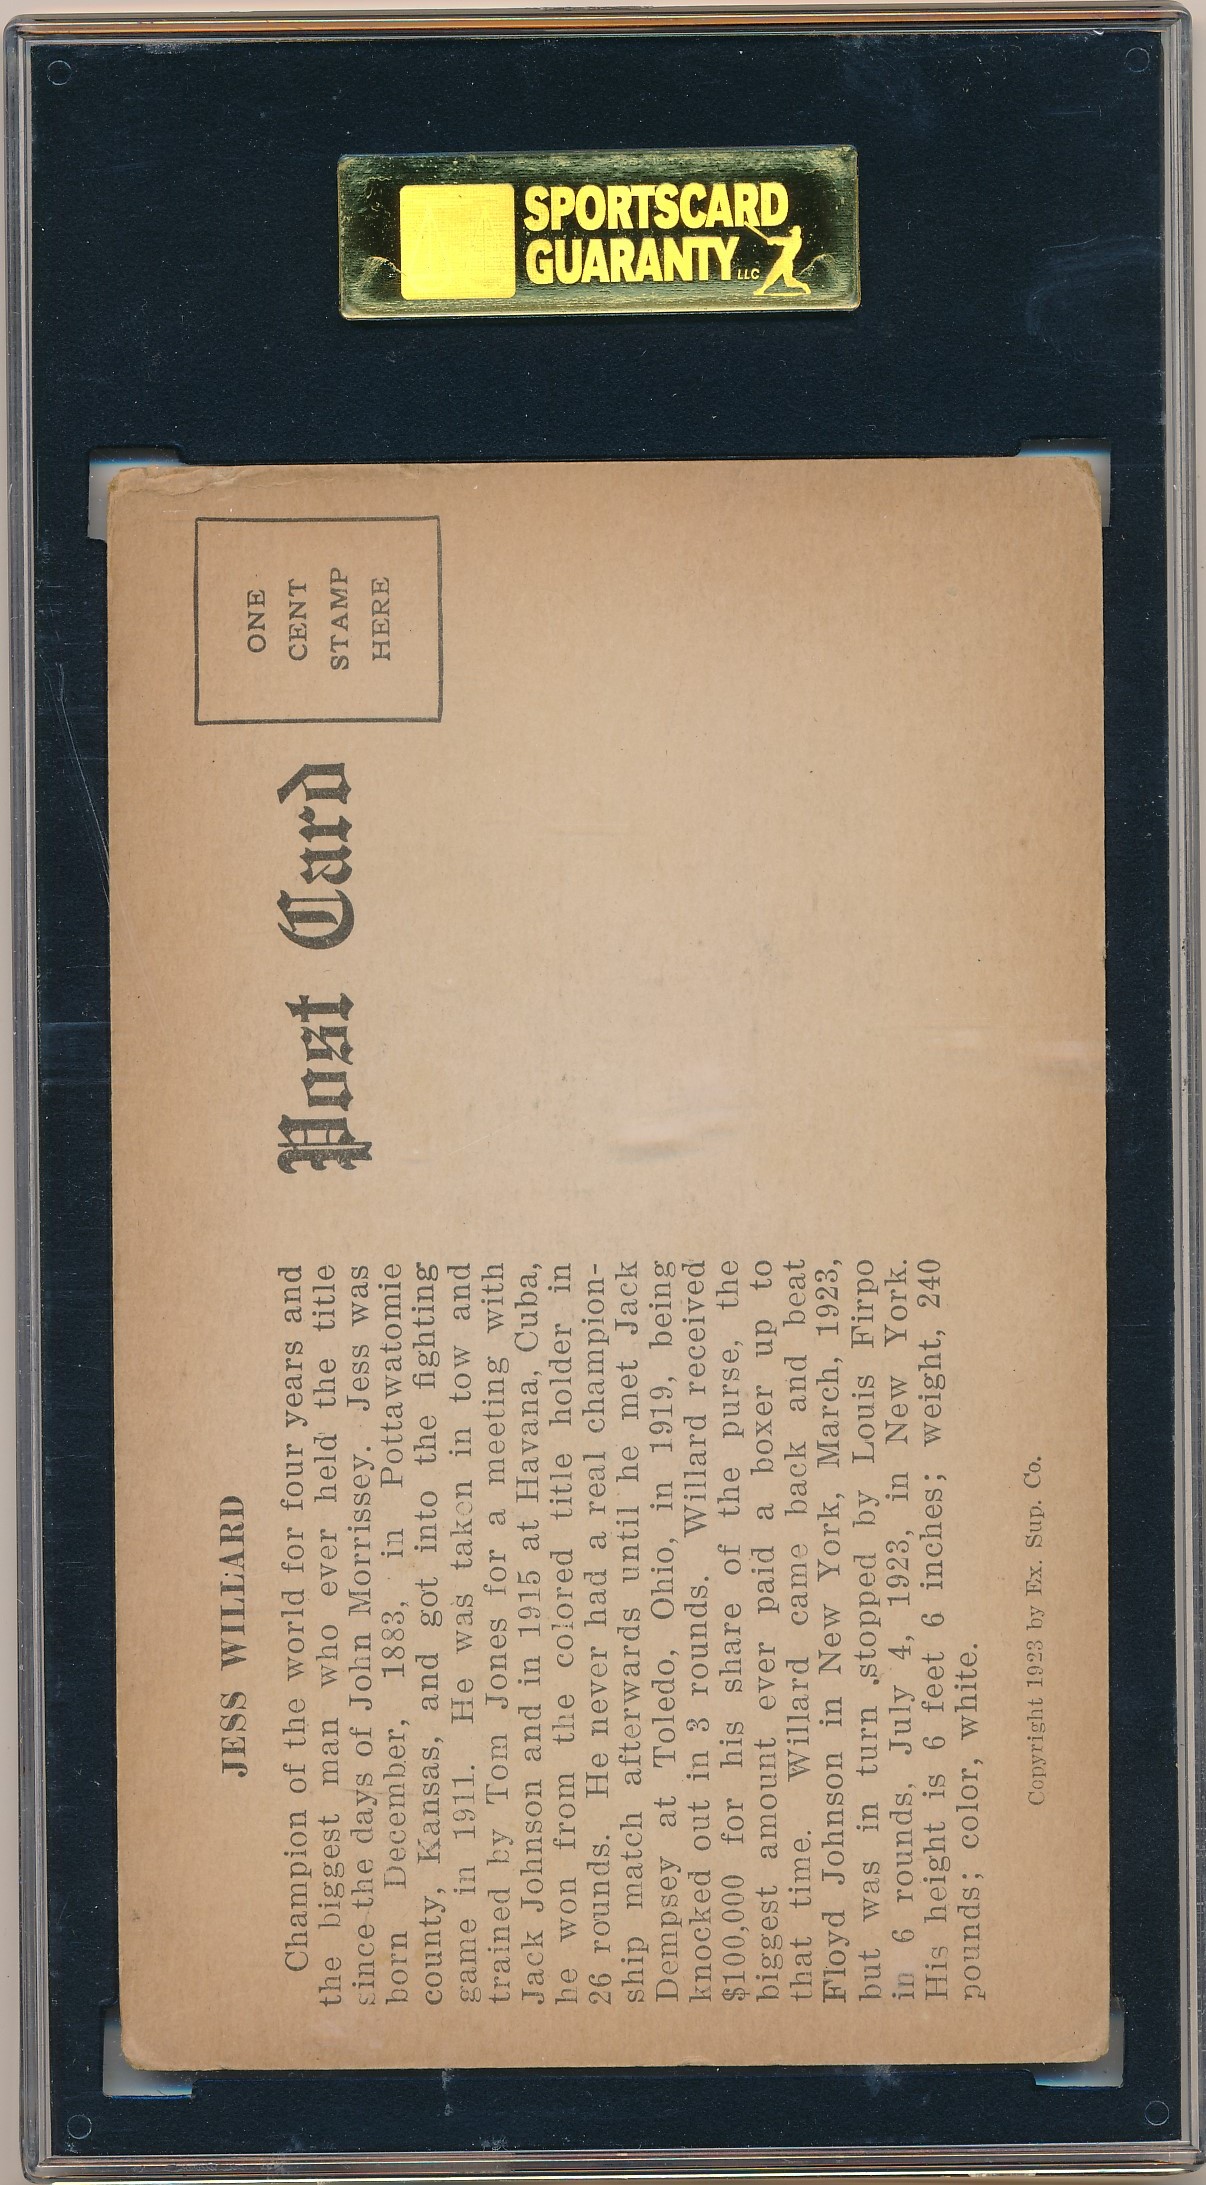 SPORTSCARD
GUARANTY LLC
JESS WILLARD
Champion of the world for four years and
the biggest man who ever held the title
since the days of John Morrissey. Jess was
born December, 1883, in Pottawatomie
county, Kansas, and got into the fighting
game in 1911. He was taken in tow and
trained by Tom Jones for a meeting with
Jack Johnson and in 1915 at Havana, Cuba,
he won from the colored title holder in
26 rounds. He never had a real champion-
ship match afterwards until he met Jack
Dempsey at Toledo, Ohio, in 1919, being
knocked out in 3 rounds. Willard received
$100,000 for his share of the purse, the
biggest amount ever paid a boxer up to
that time. Willard came back and beat
Floyd Johnson in New York, March, 1923,
but was in turn stopped by Louis Firpo
in 6 rounds, July 4, 1923, in New York.
His height is 6 feet 6 inches; weight, 240
pounds; color, white.
Copyright 1923 by Ex. Sup. Co.
Post Card
ONE
CENT
STAMP
HERE